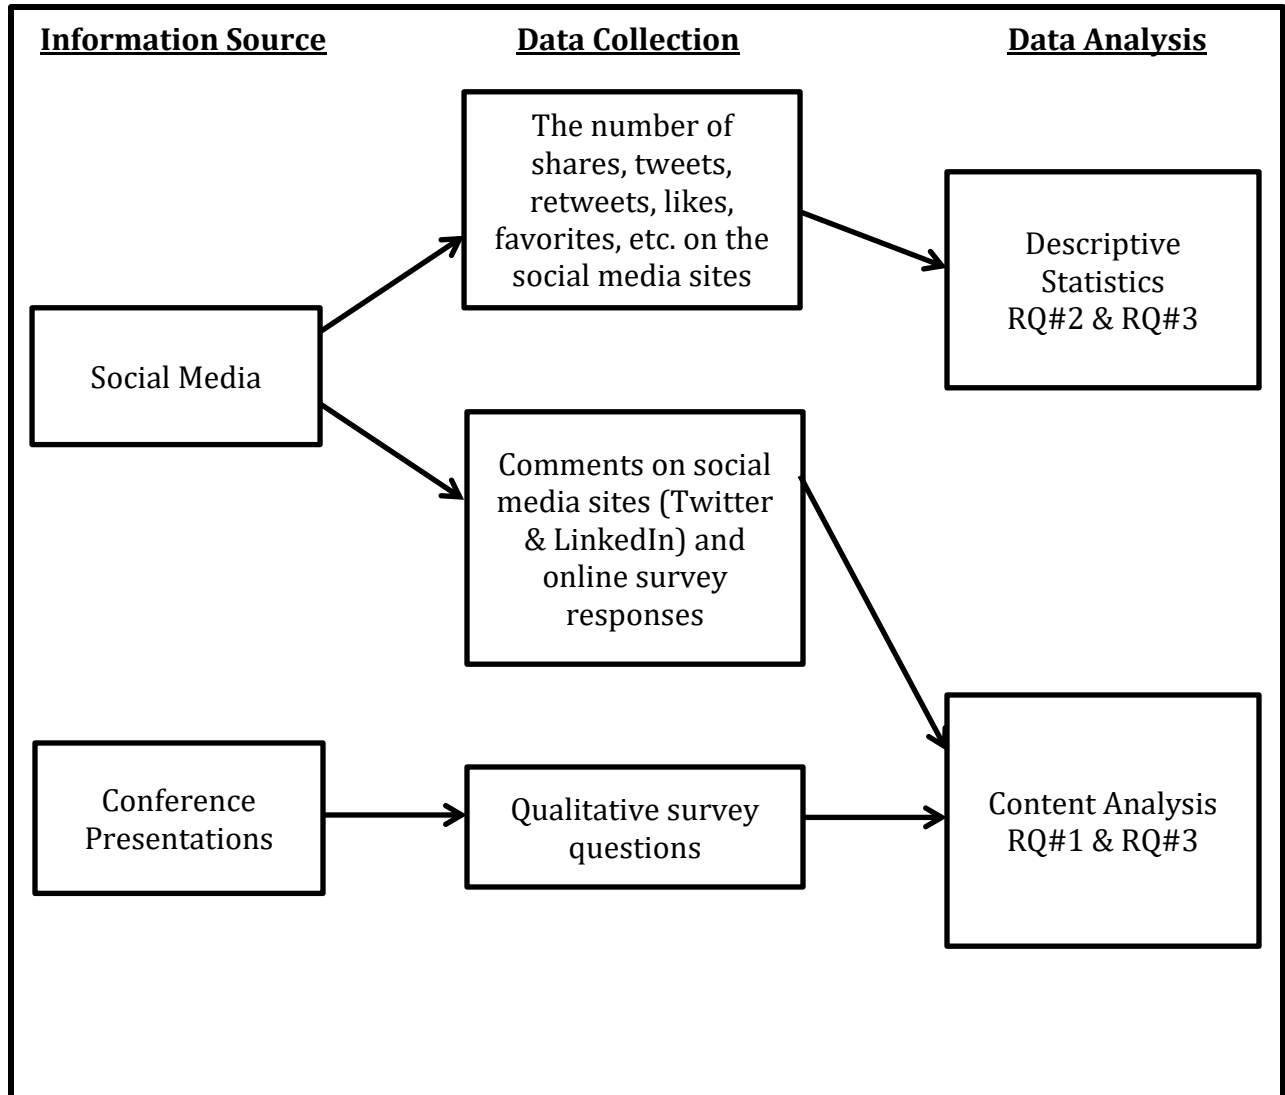 Information Source
Data Collection
Data Analysis
The number of
shares, tweets,
retweets, likes,
favorites, etc. on the
social media sites
Descriptive
Statistics
RQ#2 & RQ#3
Social Media
Comments on social
media sites (Twitter
& LinkedIn) and
online survey
responses
Conference
Presentations
Qualitative survey
questions
Content Analysis
RQ#1 & RQ#3